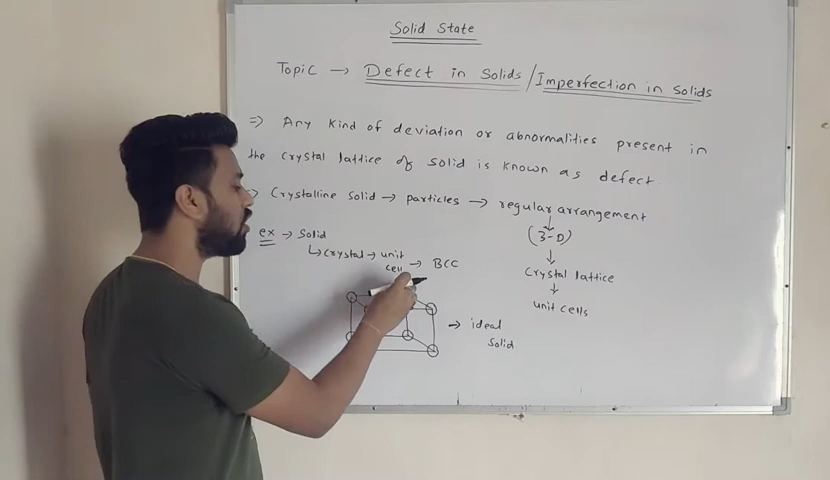 Solid State
Topic → Defect in Solids / Imperfection in Solids
⇒ Any kind of deviation or abnormalities present in
the crystal lattice of solid is known as defect.
⇒ Crystalline solid → particles → regular arrangement
(3-D)
ex → Solid
↳ Crystal → unit cell → BCC
Crystal lattice
unit cells
→ ideal
solid